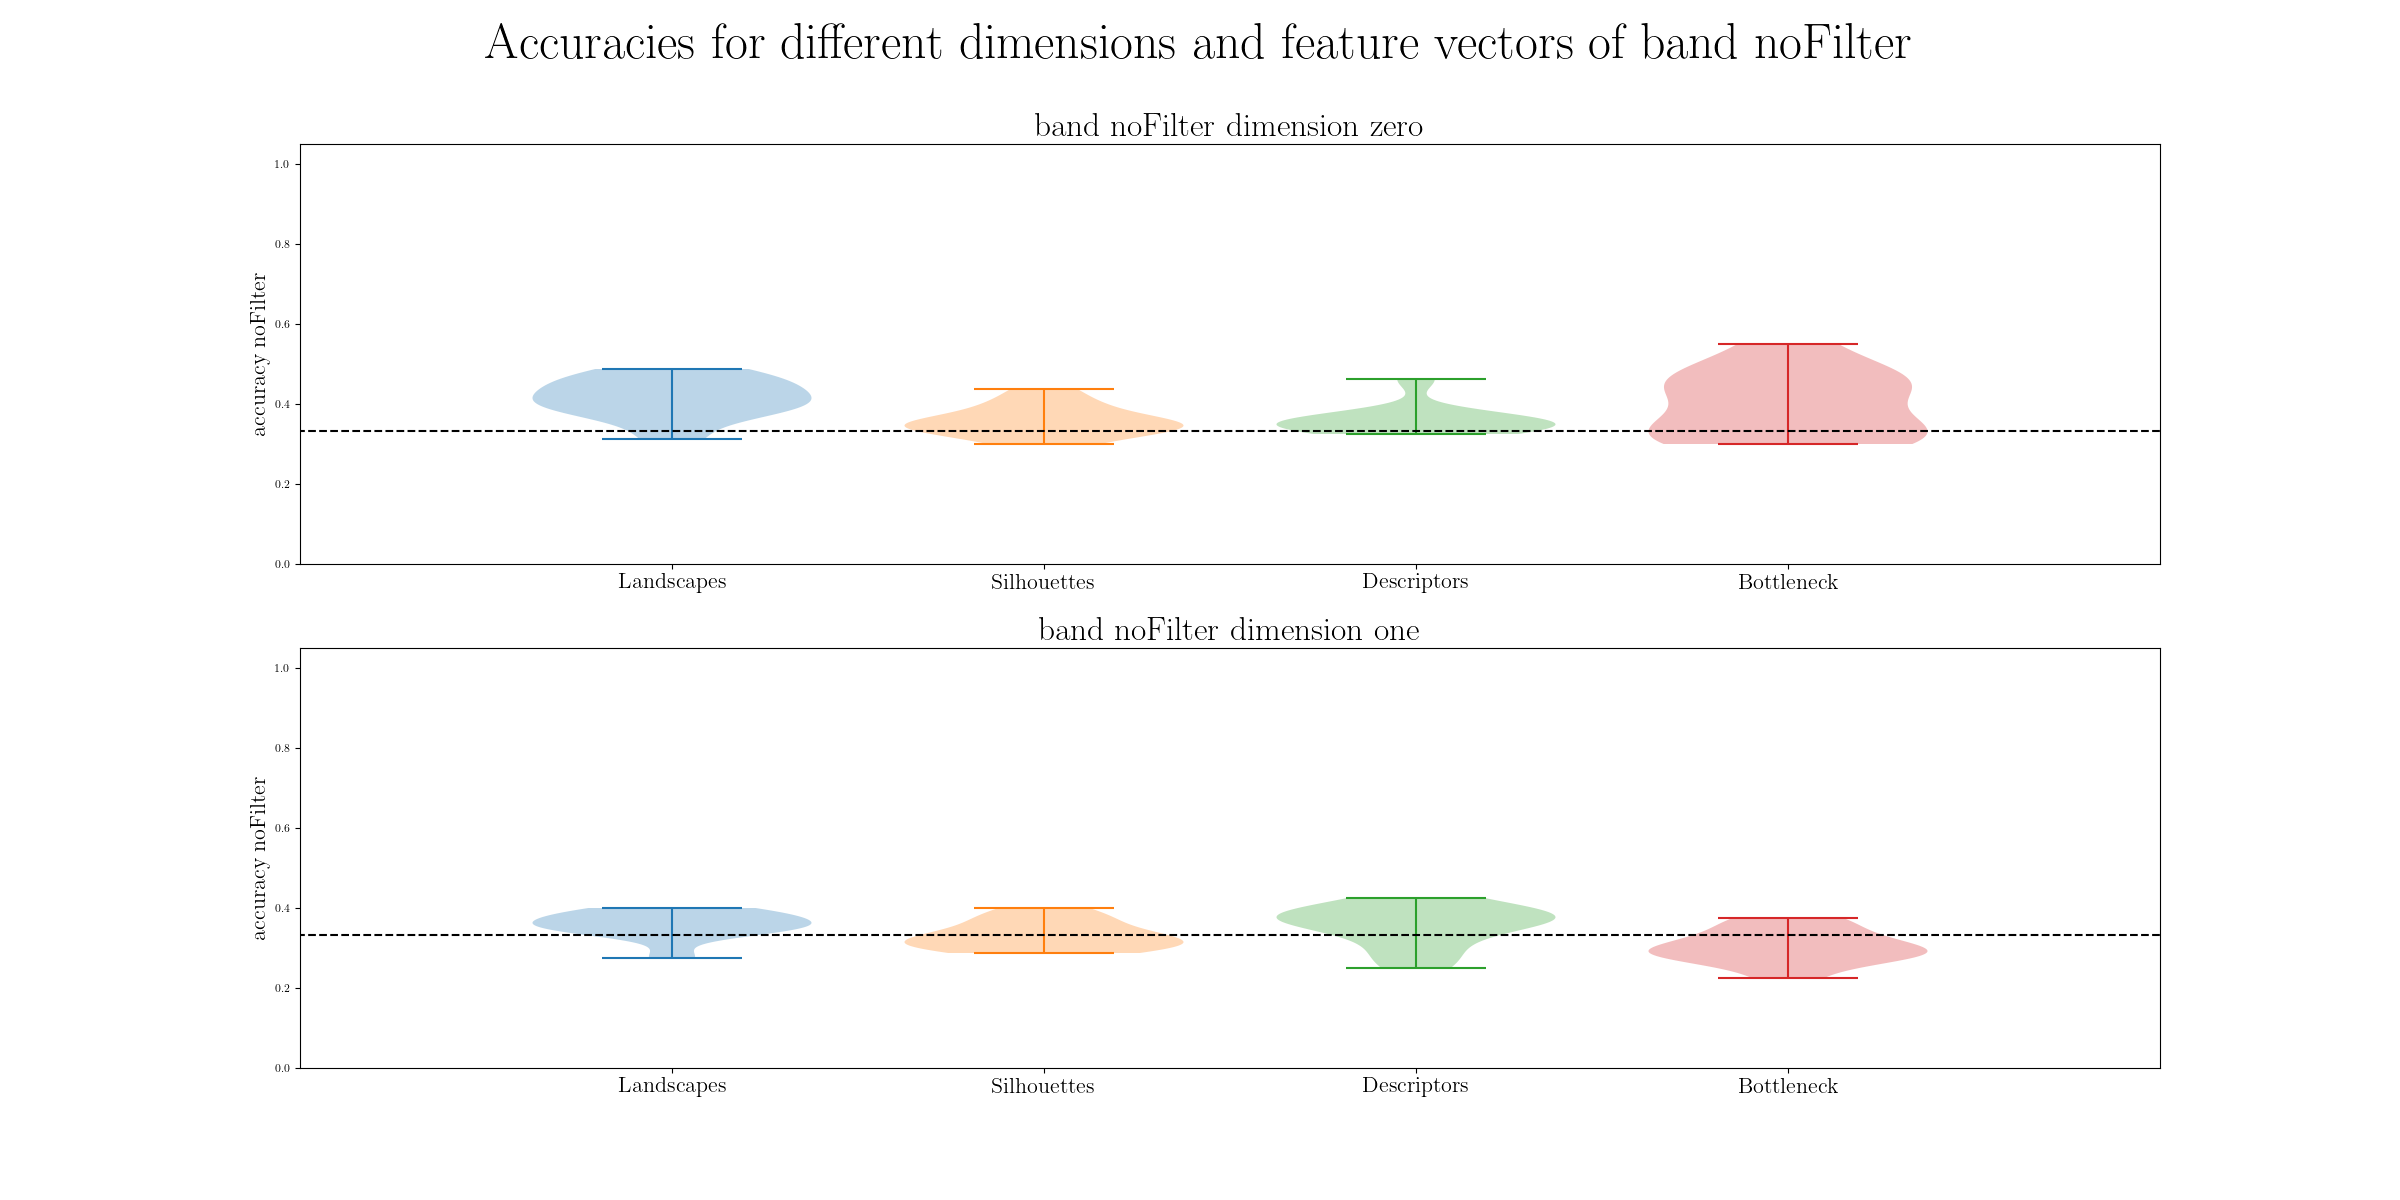 Accuracies for different dimensions and feature vectors of band noFilter
band noFilter dimension zero
accuracy noFilter
1.0
0.8
0.6
0.4
0.2
0.0
Landscapes
Silhouettes
Descriptors
Bottleneck
band noFilter dimension one
accuracy noFilter
1.0
0.8
0.6
0.4
0.2
0.0
Landscapes
Silhouettes
Descriptors
Bottleneck